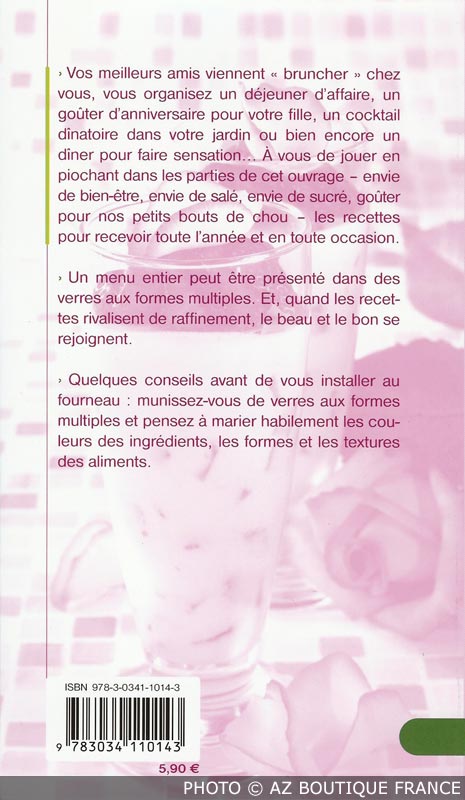 › Vos meilleurs amis viennent « bruncher » chez
vous, vous organisez un déjeuner d'affaire, un
goûter d'anniversaire pour votre fille, un cocktail
dînatoire dans votre jardin ou bien encore un
dîner pour faire sensation… À vous de jouer en
piochant dans les parties de cet ouvrage – envie
de bien-être, envie de salé, envie de sucré, goûter
pour nos petits bouts de chou – les recettes
pour recevoir toute l'année et en toute occasion.
› Un menu entier peut être présenté dans des
verres aux formes multiples. Et, quand les recet-
tes rivalisent de raffinement, le beau et le bon se
rejoignent.
› Quelques conseils avant de vous installer au
fourneau : munissez-vous de verres aux formes
multiples et pensez à marier habilement les cou-
leurs des ingrédients, les formes et les textures
des aliments.
ISBN 978-3-0341-1014-3
9 783034 110143
5,90 €
PHOTO © AZ BOUTIQUE FRANCE